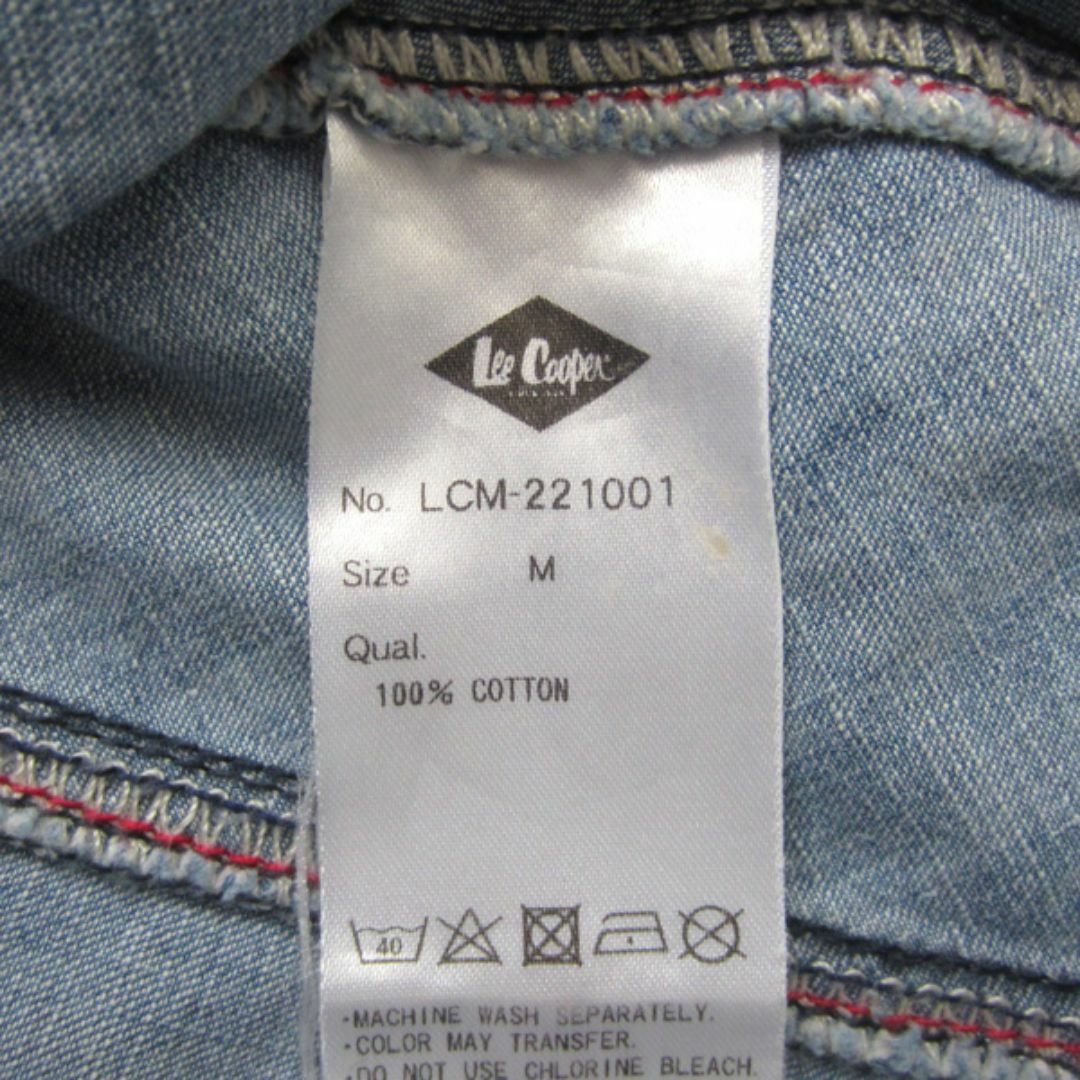 Lee Cooper
No. LCM-221001
Size M
Qual.
100% COTTON
40
·MACHINE WASH SEPARATELY.
·COLOR MAY TRANSFER.
·DO NOT USE CHLORINE BLEACH.